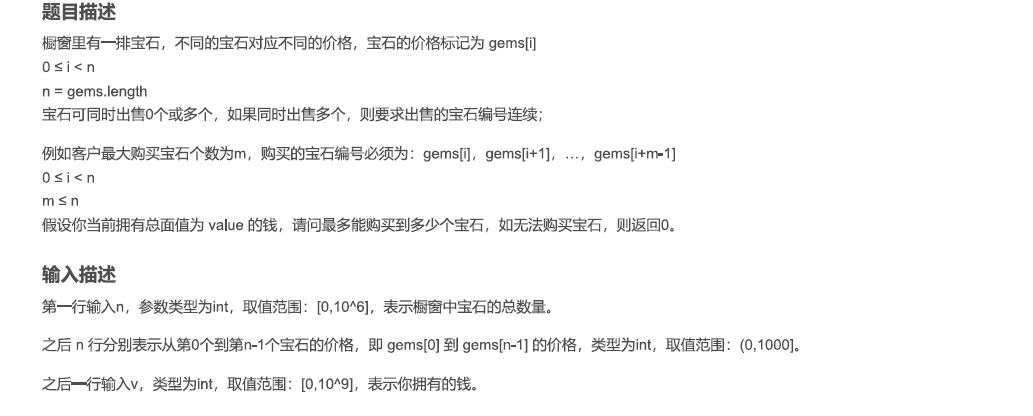 题目描述
橱窗里有一排宝石，不同的宝石对应不同的价格，宝石的价格标记为 gems[i]
0 ≤ i < n
n = gems.length
宝石可同时出售0个或多个，如果同时出售多个，则要求出售的宝石编号连续；
例如客户最大购买宝石个数为m，购买的宝石编号必须为：gems[i]，gems[i+1]，…，gems[i+m-1]
0 ≤ i < n
m ≤ n
假设你当前拥有总面值为 value 的钱，请问最多能购买到多少个宝石，如无法购买宝石，则返回0。
输入描述
第一行输入n，参数类型为int，取值范围：[0,10^6]，表示橱窗中宝石的总数量。
之后 n 行分别表示从第0个到第n-1个宝石的价格，即 gems[0] 到 gems[n-1] 的价格，类型为int，取值范围：(0,1000]。
之后一行输入v，类型为int，取值范围：[0,10^9]，表示你拥有的钱。